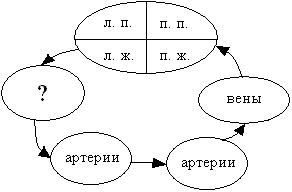 л. п. п. п.
л. ж. п. ж.
?
вены
артерии
артерии